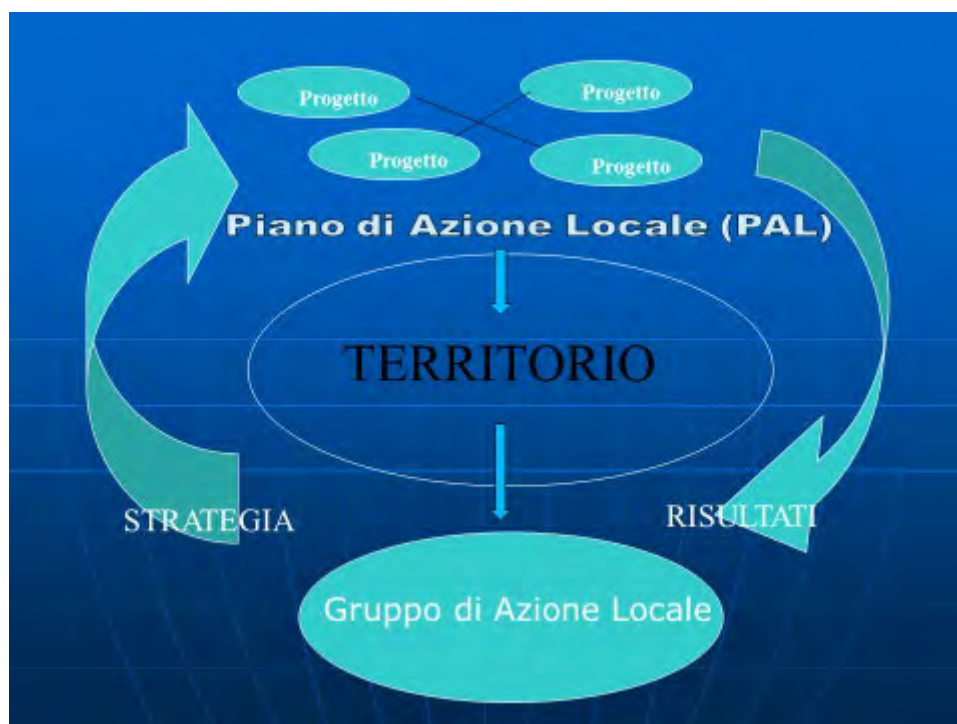 Progetto
Progetto
Progetto
Progetto
Piano di Azione Locale (PAL)
TERRITORIO
STRATEGIA
RISULTATI
Gruppo di Azione Locale